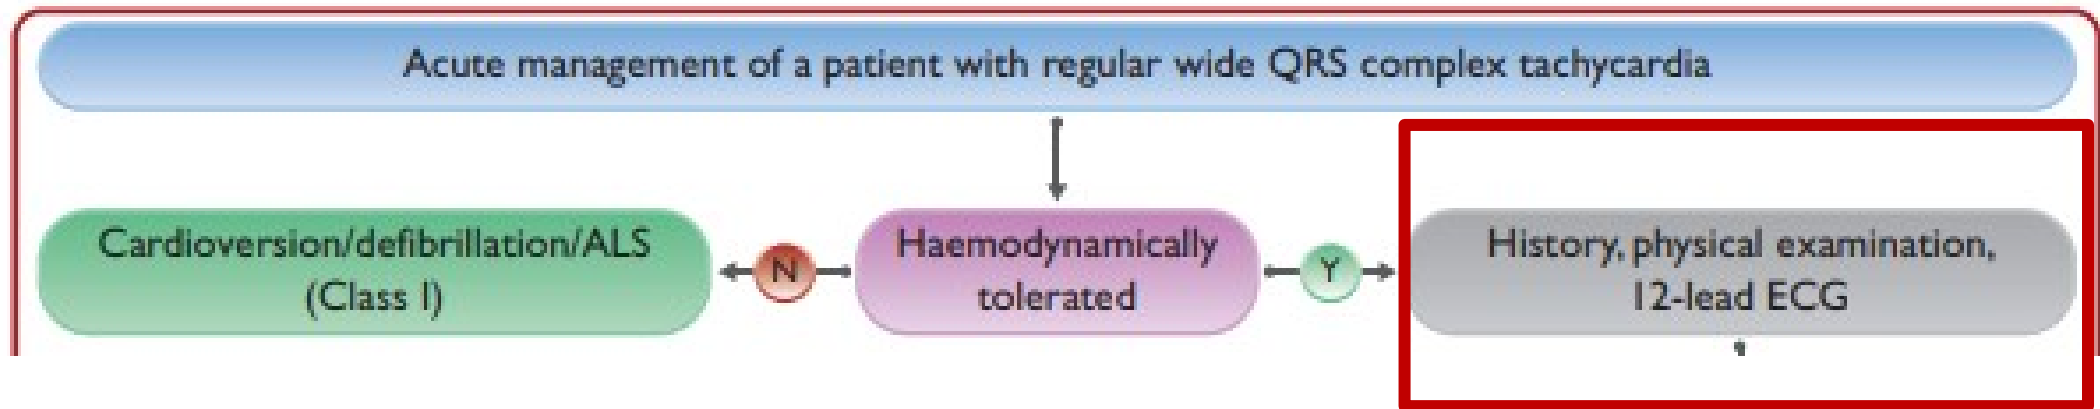 Acute management of a patient with regular wide QRS complex tachycardia
Cardioversion/defibrillation/ALS
(Class I)
N
Haemodynamically
tolerated
Y
History, physical examination,
12-lead ECG